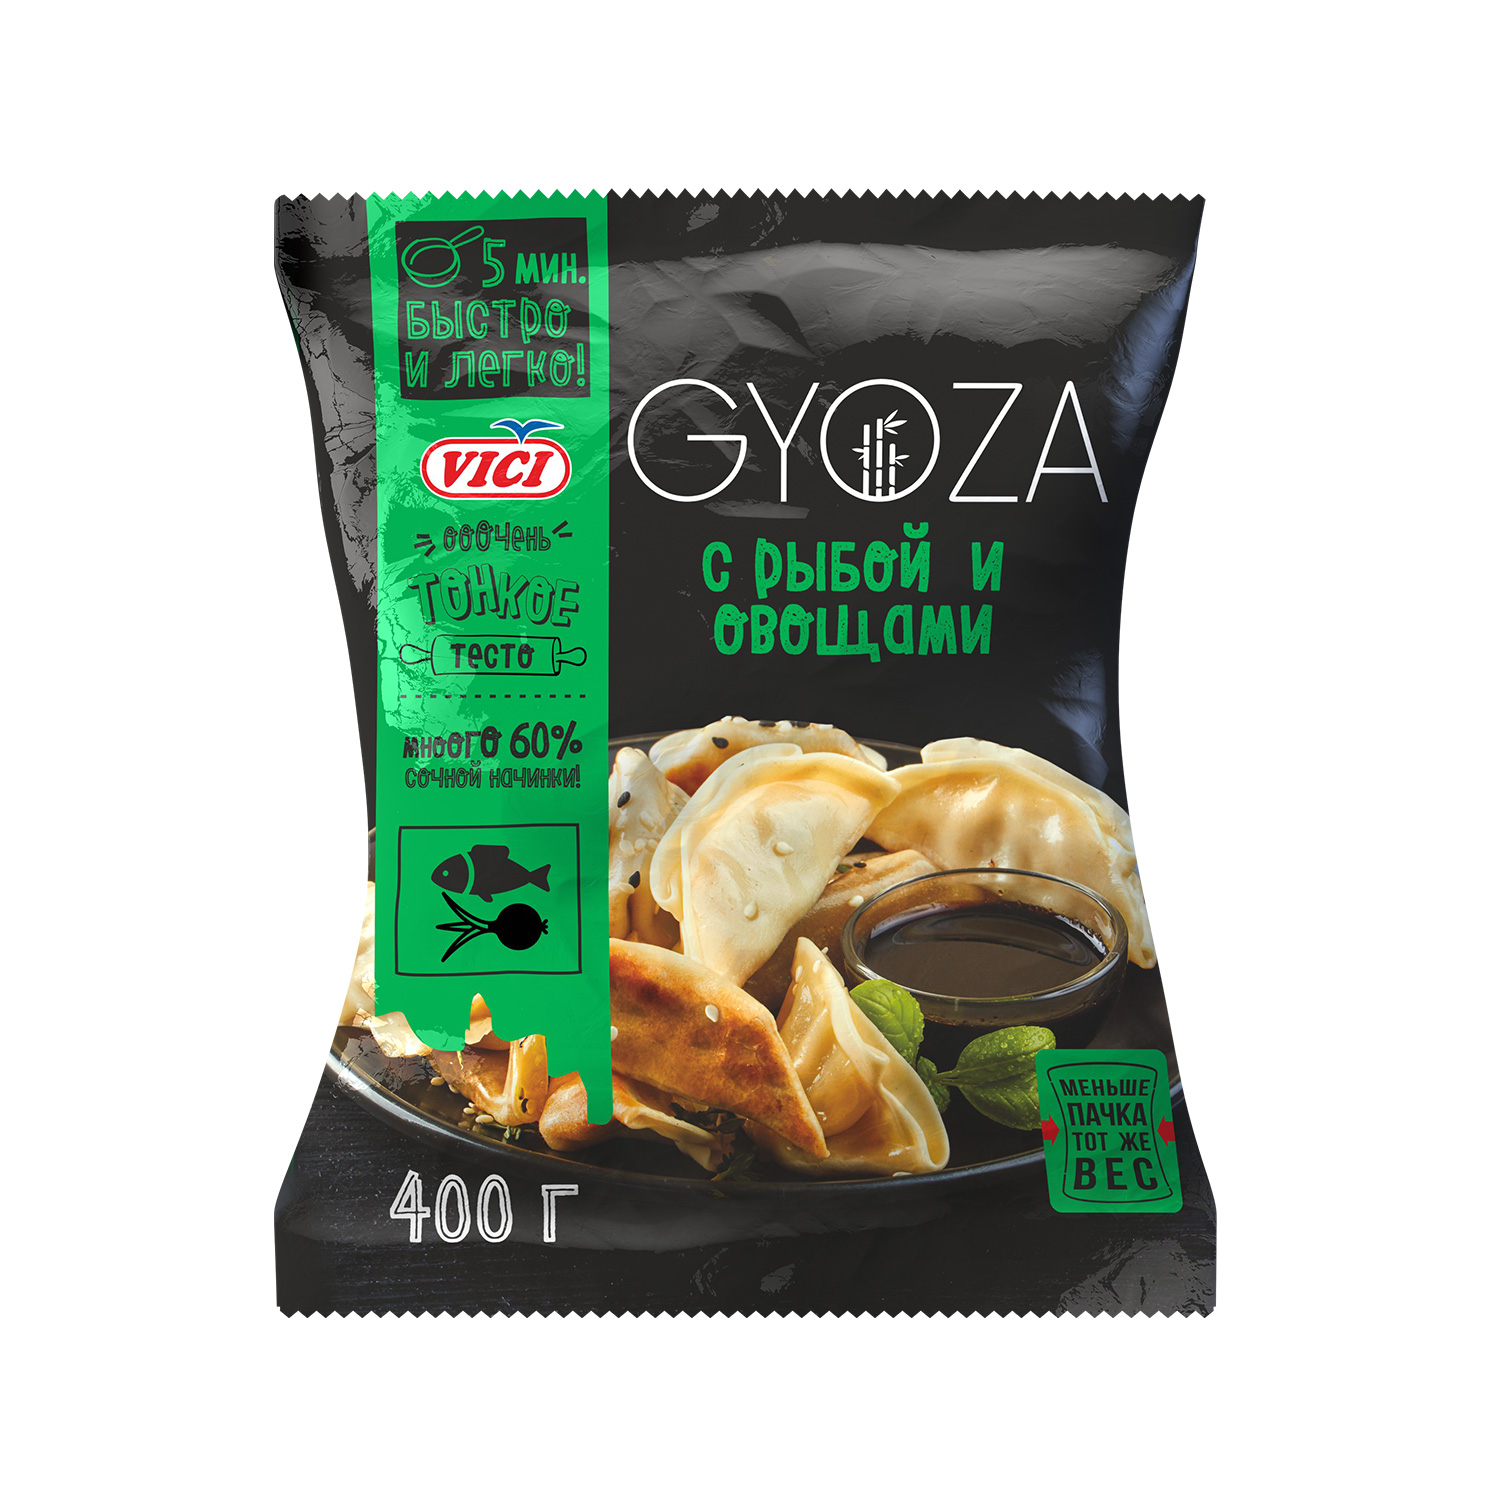 5 мин.
Быстро
и легко!
VICI
оооЧЕНЬ
ТОНКОЕ
ТЕСТО
многого 60%
сочной начинки!
GYOZA
с рыбой и
овощами
МЕНЬШЕ
ПАЧКА
ТОТ ЖЕ
ВЕС
400 г